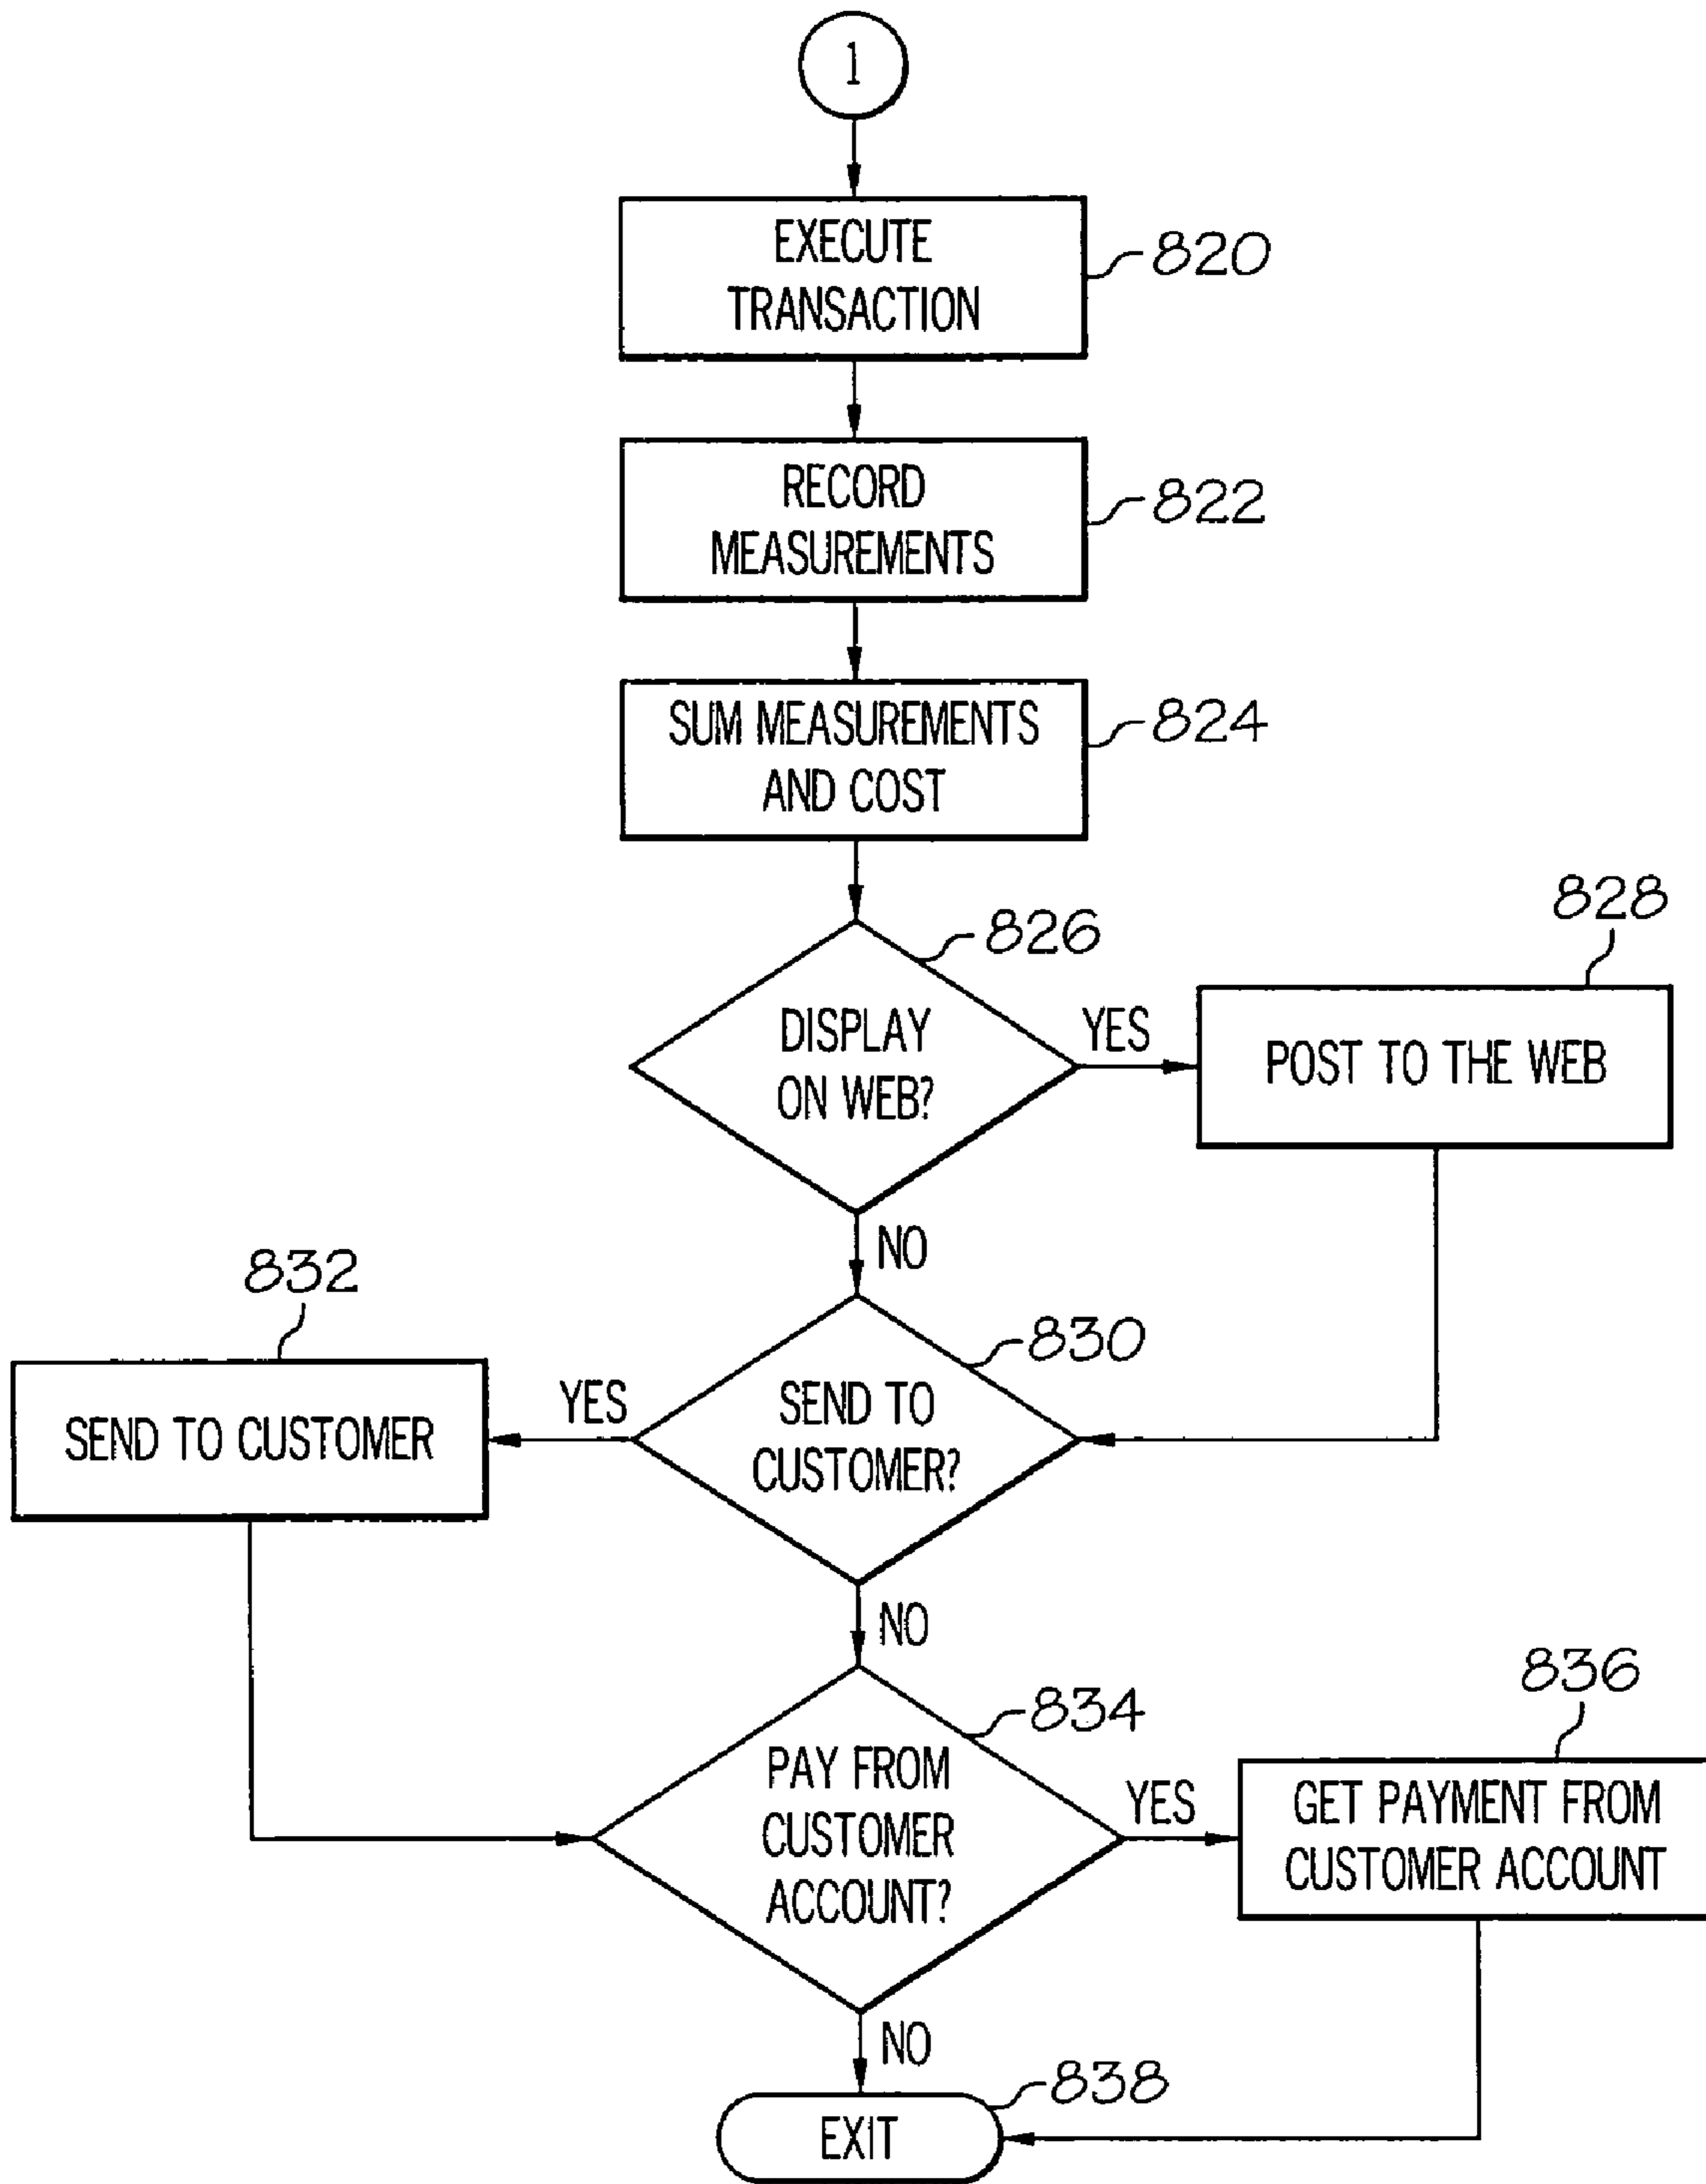 1
EXECUTE
TRANSACTION
820
RECORD
MEASUREMENTS
822
SUM MEASUREMENTS
AND COST
824
826
828
DISPLAY
ON WEB?
YES
POST TO THE WEB
NO
832
830
SEND TO CUSTOMER
YES
SEND TO
CUSTOMER?
NO
834
836
PAY FROM
CUSTOMER
ACCOUNT?
YES
GET PAYMENT FROM
CUSTOMER ACCOUNT
NO
838
EXIT